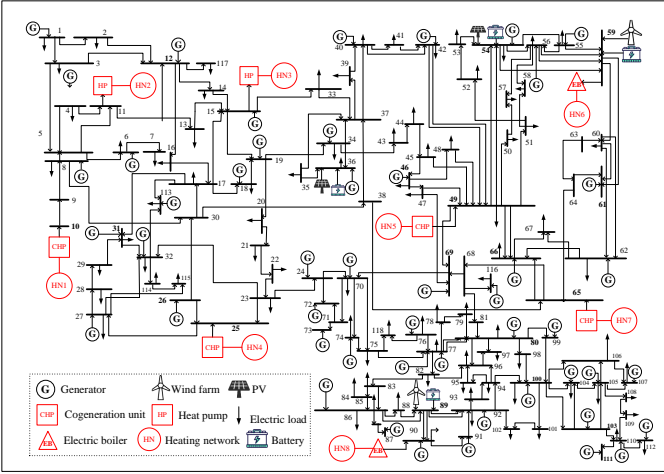 G G
1 2 40 41 42 53 54 56 55 59
3 12 117 G
G 39 58
HP HN2 HP HN3 52 57 EB
4 11 14 15 33 HN6
13 37 44 51 63 60
5 6 7 34 43 45 48 50
8 16 19 36 46
G 113 17 18 35 47 49 64 61
9 30 20 38
10 31 HN5 CHP 66 67 62
CHP 32 21 69 68
29 22 24 70 116 65
HN1 28 114 115 23 72 71 79
27 26 25 73 74 118 78 81 CHP HN7
CHP HN4 75 76 77 80 99
82 97 98 106
96 100 104 105 107
83 95 94 108
84 85 88 89 93 92 103 109
86 87 90 91 102 101 110
HN8 EB 111 112
G Generator Wind farm PV
CHP Cogeneration unit HP Heat pump Electric load
EB Electric boiler HN Heating network Battery